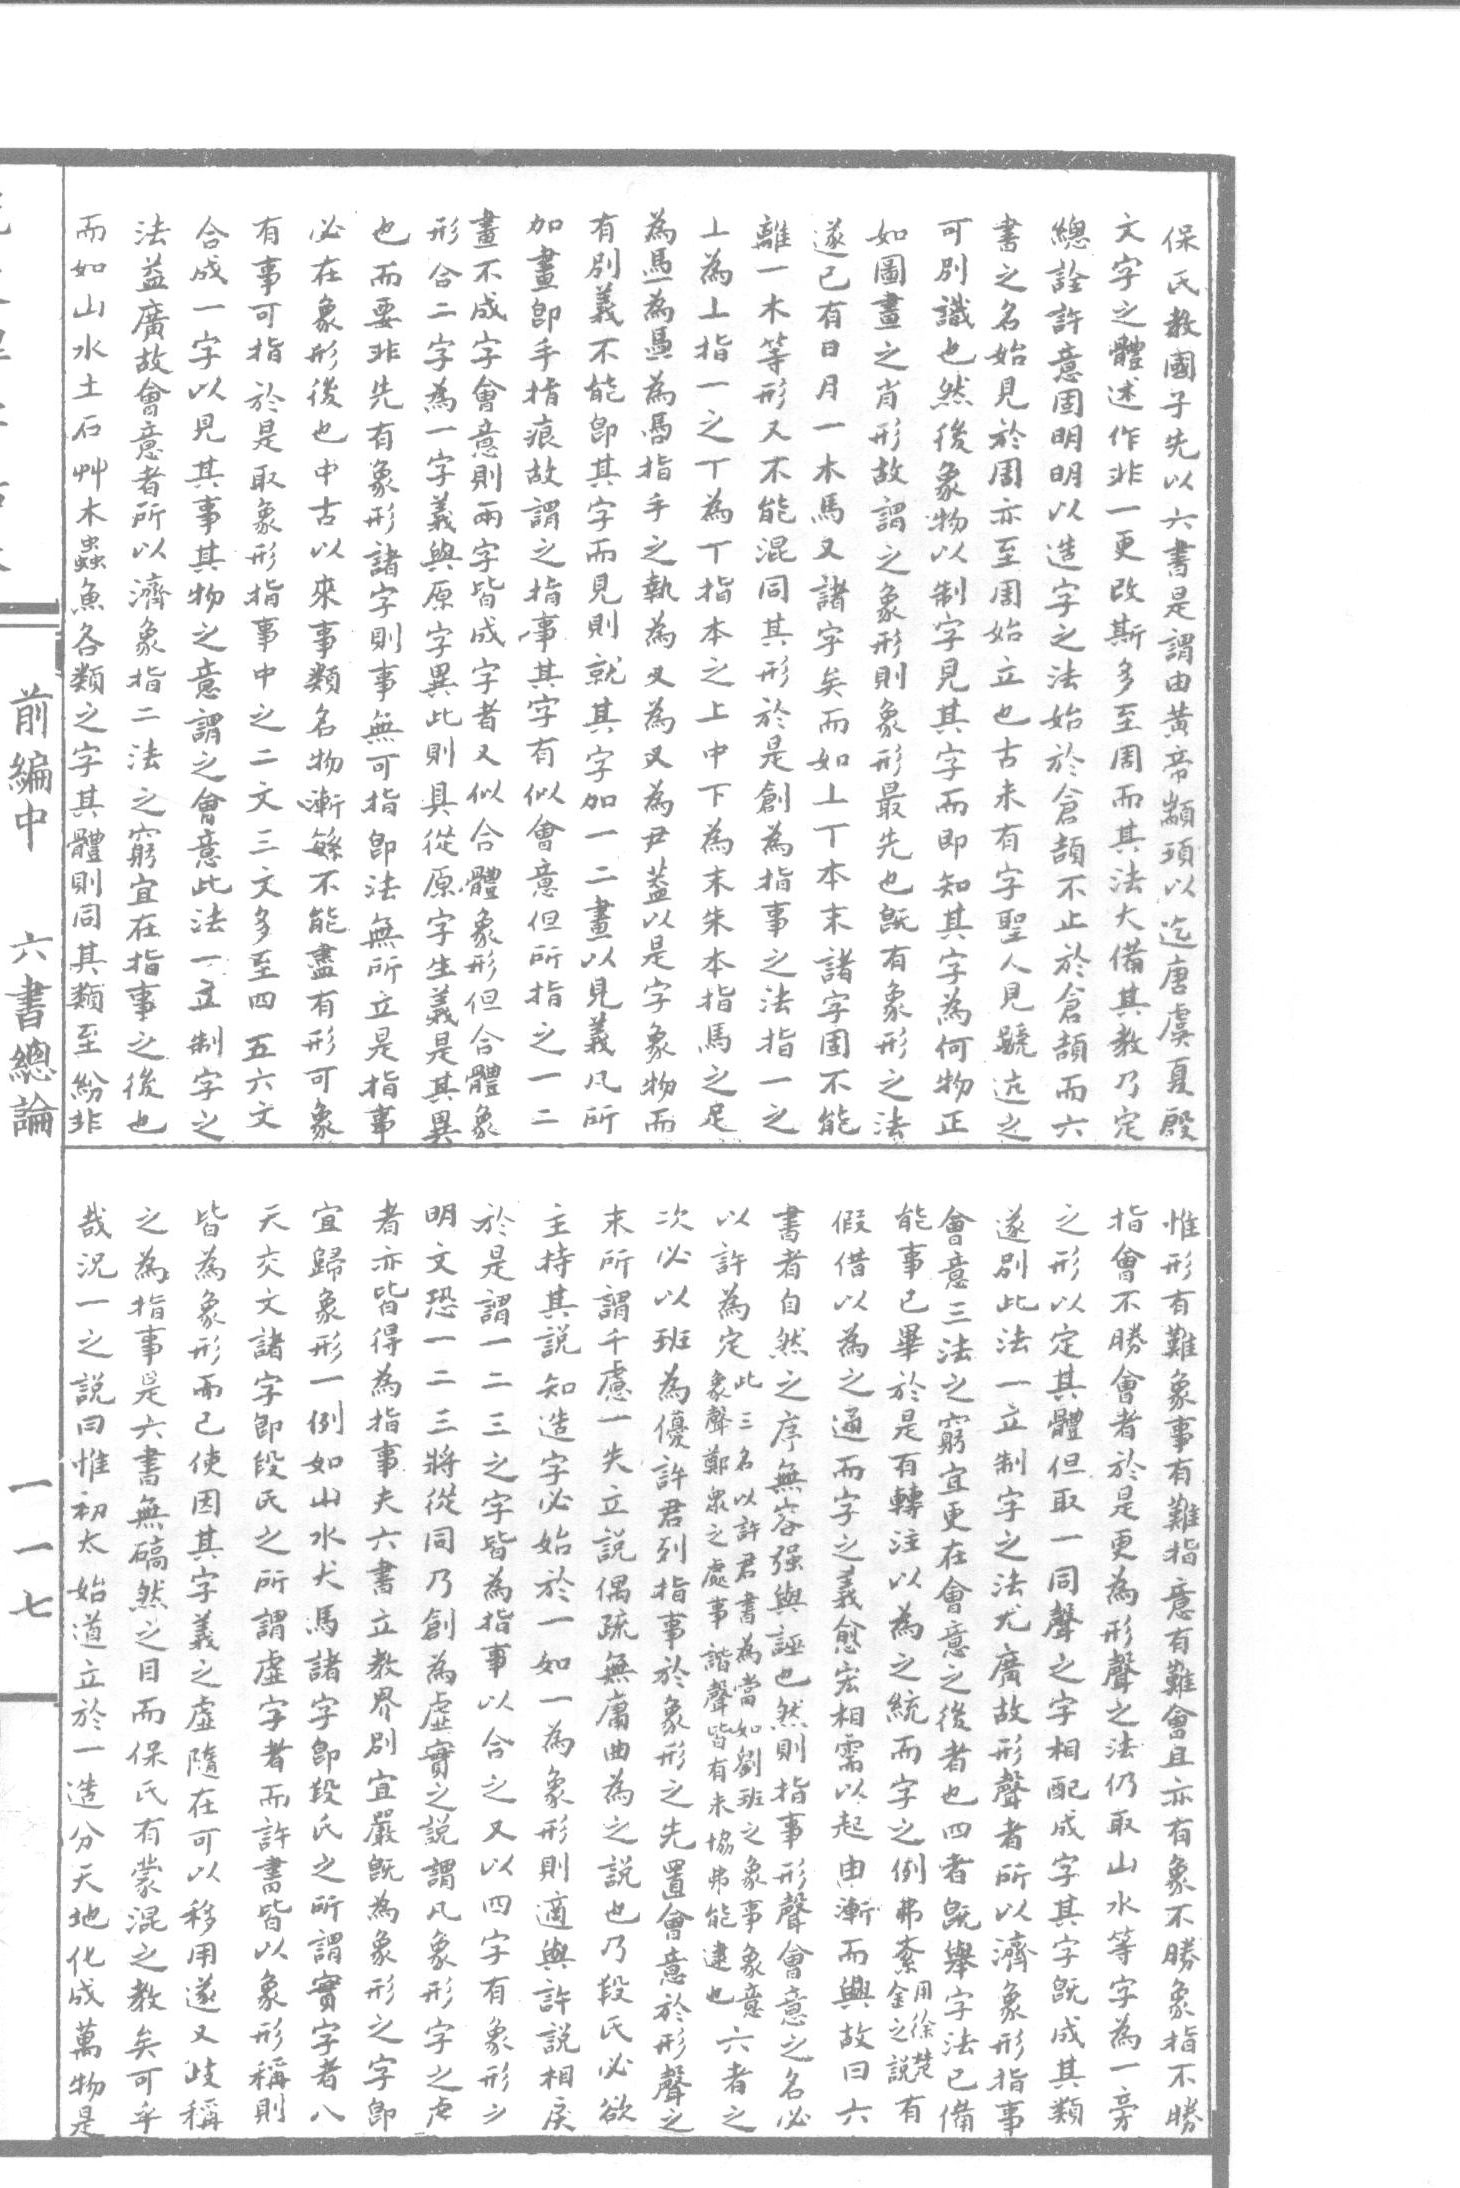 保氏教國子先以六書是謂由黃帝顓頊以迄唐虞夏殷
文字之體述作非一更改斯多至周而其法大備其教乃定
總詮許意固明明以造字之法始於倉頡不止於倉頡而六
書之名始見於周亦至周始立也古未有字聖人見蹏迒之
可別識也然後象物以制字見其字而即知其字為何物正
如圖畫之肖形故謂之象形則象形最先也既有象形之法
遂已有日月一木馬又諸字矣而如丄丅本末諸字固不能
離一木等形又不能混同其形於是創為指事之法指一之
丄為上指一之丅為丅指本之上中下為末朱本指馬之足
為馬為馬為馬指手之執為又為叉為尹蓋以是字象物而
有別義不能即其字而見則就其字加一二畫以見義凡所
加畫即手指痕故謂之指事其字有似會意但所指之一二
畫不成字會意則兩字皆成字者又似合體象形但合體象
形合二字為一字義與原字異此則具從原字生義是其異
也而要非先有象形諸字則事無可指即法無所立是指事
必在象形後也中古以來事類名物漸緐不能盡有形可象
有事可指於是取象形指事中之二文三文多至四五六文
合成一字以見其事其物之意謂之會意此法一立制字之
法益廣故會意者所以濟象指二法之窮宜在指事之後也
而如山水土石艸木蟲魚各類之字其體則同其類至紛非
惟形有難象事有難指意有難會且亦有象不勝象指不勝
指會不勝會者於是更為形聲之法仍取山水等字為一旁
之形以定其體但取一同聲之字相配成字其字既成其類
遂別此法一立制字之法尤廣故形聲者所以濟象形指事
會意三法之窮宜更在會意之後者也四者既舉字法已備
能事已畢於是有轉注以為之統而字之例弗紊用徐楚金之說有
假借以為之通而字之義愈宏相需以起由漸而興故曰六
書者自然之序無容强與誣也然則指事形聲會意之名必
以許為定此三名以許君書為當如劉班之象事象意象聲鄭眾之處事諧聲皆有未協弗能逮也六者之
次必以班為優許君列指事於象形之先置會意於形聲之
末所謂千慮一失立說偶疏無庸曲為之說也乃段氏必欲
主持其說知造字必始於一如一為象形則適與許說相戾
於是謂一二三之字皆為指事以合之又以四字有象形之
明文恐一二三將從同乃創為虛實之說謂凡象形字之虛
者亦皆得為指事夫六書立教界別宜嚴既為象形之字即
宜歸象形一例如山水犬馬諸字即段氏之所謂實字者八
天交文諸字即段氏之所謂虛字者而許書皆以象形稱則
皆為象形而已使因其字義之虛隨在可以移用遂又歧稱
之為指事是六書無碻然之目而保氏有蒙混之教矣可乎
哉況一之說曰惟初太始道立於一造分天地化成萬物是
前編中 六書總論
一一七